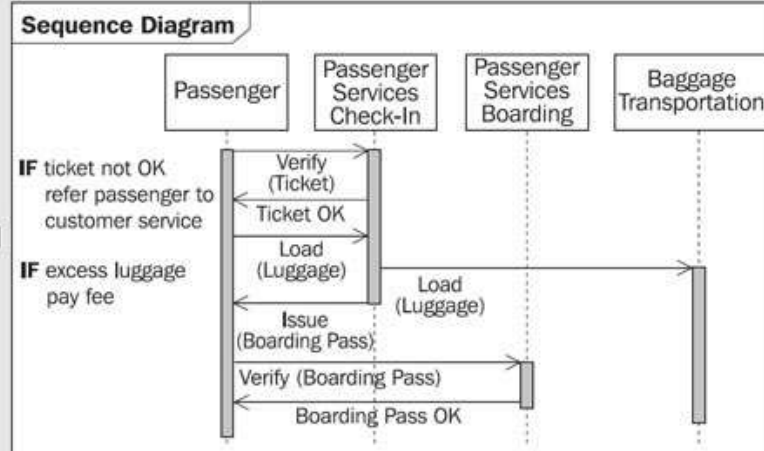 Sequence Diagram
Passenger
Passenger
Services
Check-In
Passenger
Services
Boarding
Baggage
Transportation
IF ticket not OK
refer passenger to
customer service
Verify
(Ticket)
Ticket OK
Load
(Luggage)
IF excess luggage
pay fee
Load
(Luggage)
Issue
(Boarding Pass)
Verify (Boarding Pass)
Boarding Pass OK